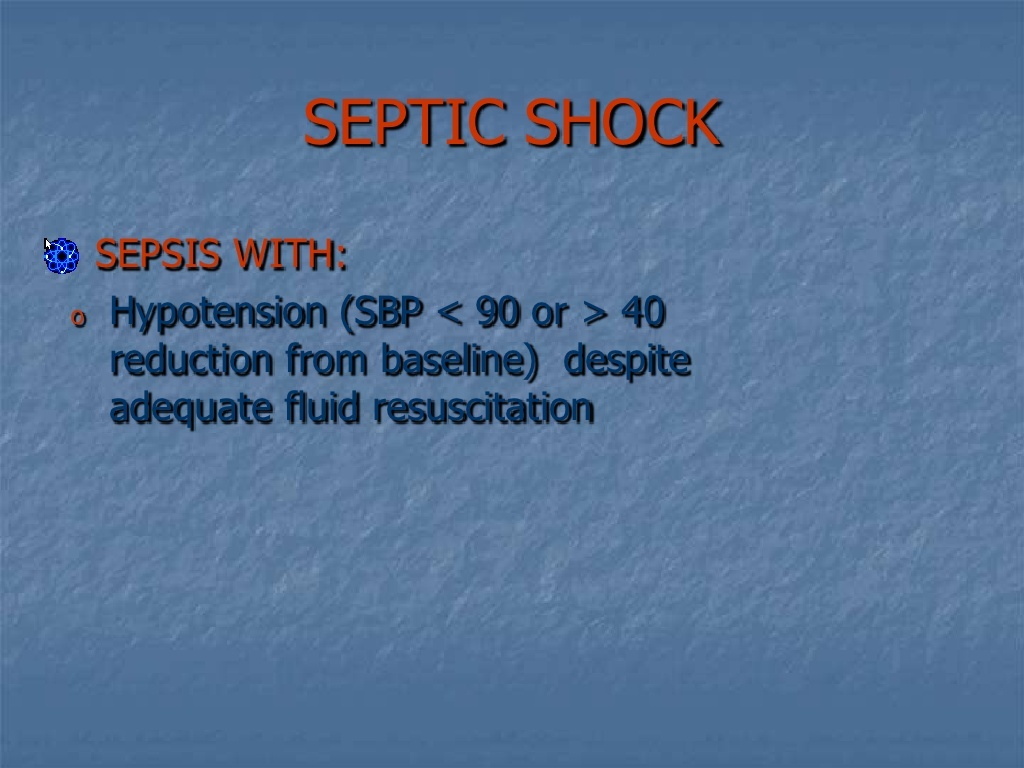 SEPTIC SHOCK
SEPSIS WITH:
o Hypotension (SBP < 90 or > 40
reduction from baseline) despite
adequate fluid resuscitation